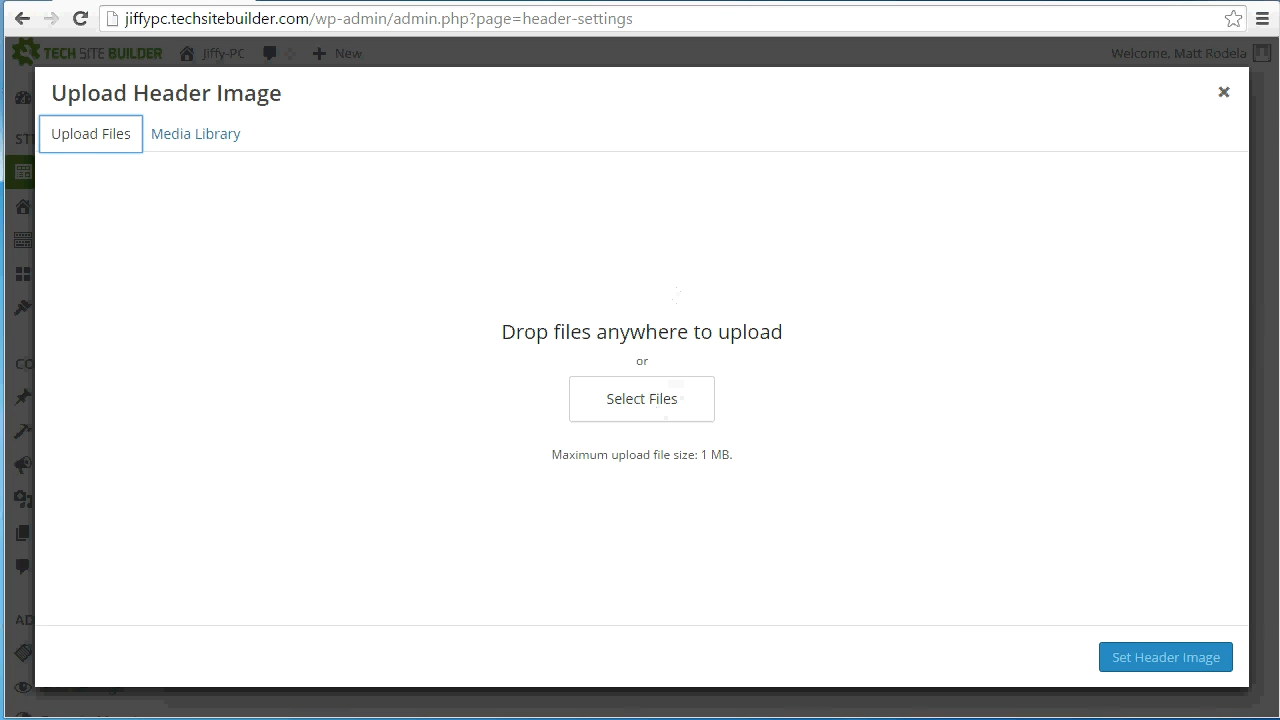 jiffypc.techsitebuilder.com/wp-admin/admin.php?page=header-settings
TECH SITE BUILDER Jiffy-PC New Welcome, Matt Rodela
Upload Header Image
Upload Files Media Library
Drop files anywhere to upload
or
Select Files
Maximum upload file size: 1 MB.
Set Header Image